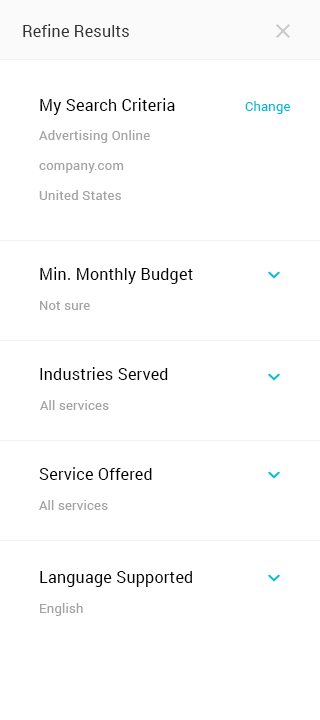 Refine Results
My Search Criteria
Change
Advertising Online
company.com
United States
Min. Monthly Budget
Not sure
Industries Served
All services
Service Offered
All services
Language Supported
English